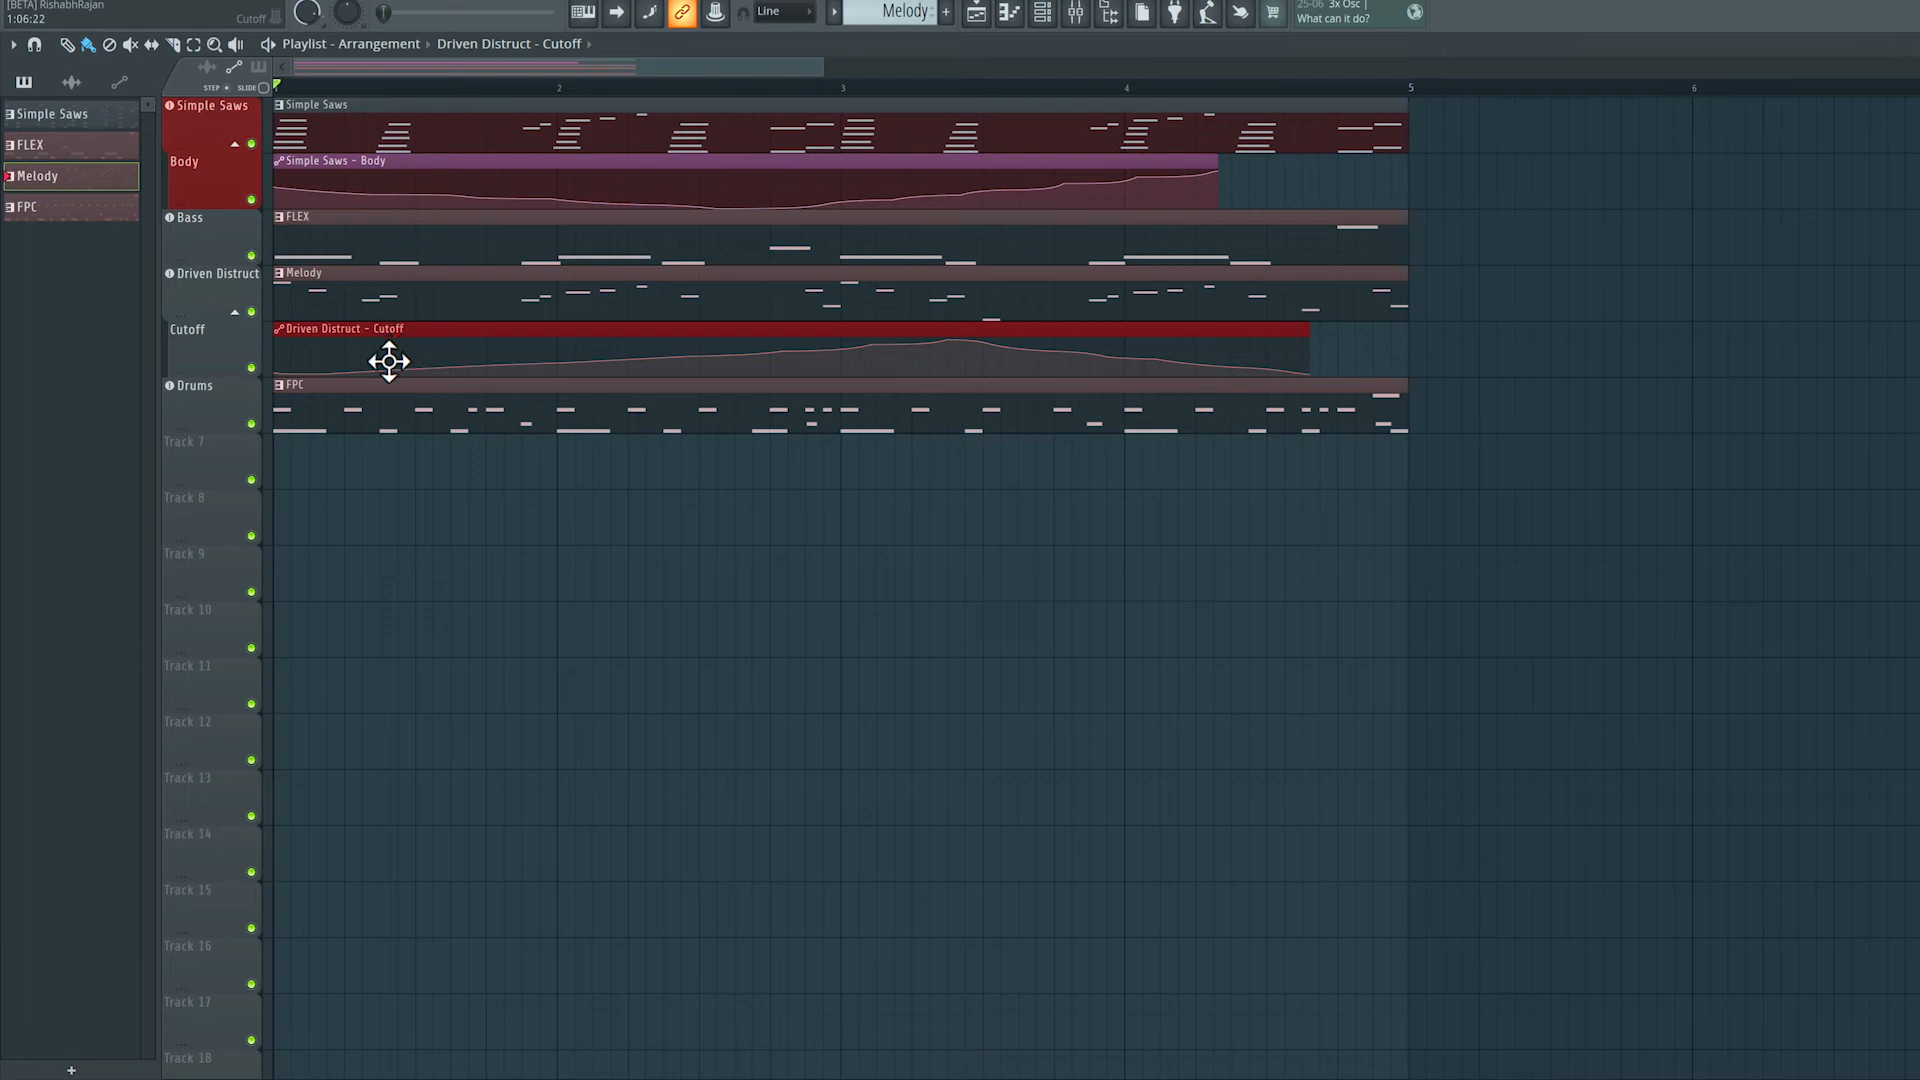 [BETA] RishabhRajan
1:06:22
Cutoff
Line
Melody
25-06 3x Osc |
What can it do?
Playlist - Arrangement › Driven Distruct - Cutoff ›
STEP SLIDE
1 2 3 4 5 6
Simple Saws
FLEX
Melody
FPC
Simple Saws
Simple Saws
Body
Simple Saws - Body
Bass
FLEX
Driven Distruct
Melody
Cutoff
Driven Distruct - Cutoff
Drums
FPC
Track 7
Track 8
Track 9
Track 10
Track 11
Track 12
Track 13
Track 14
Track 15
Track 16
Track 17
Track 18